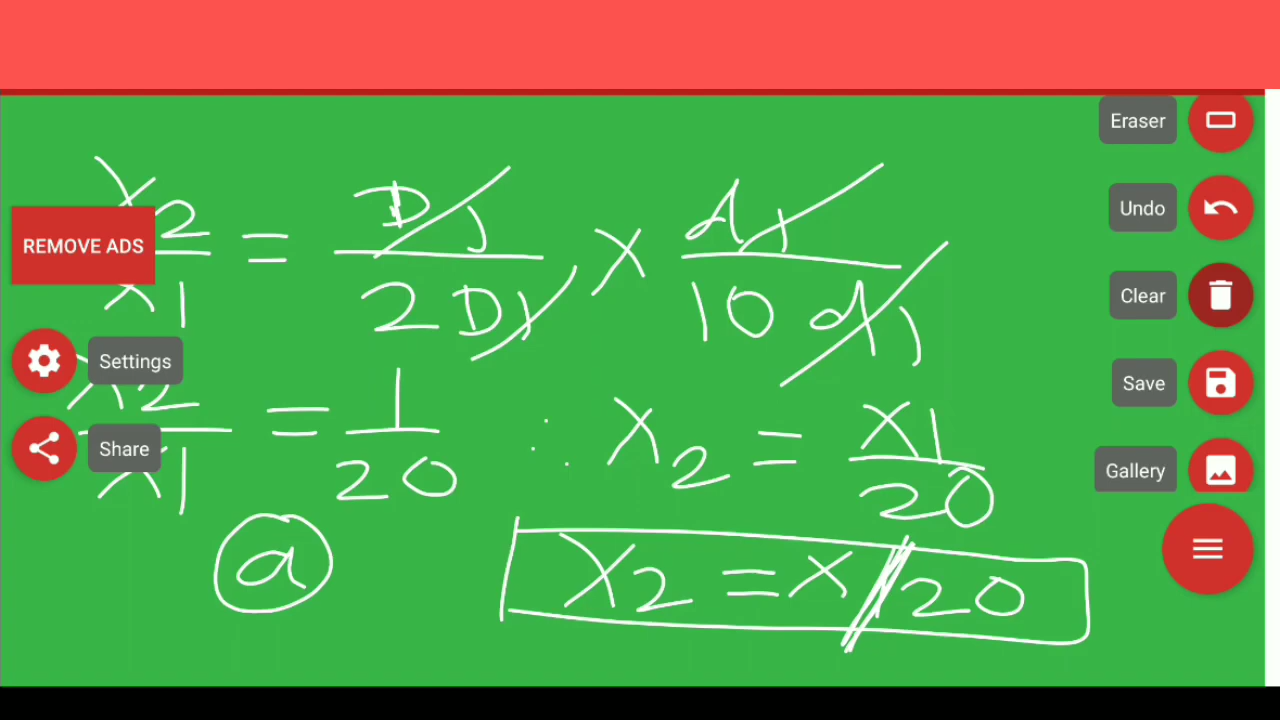 Eraser
Undo
X2/X1 = D1/2D1 x d1/10d1
REMOVE ADS
Clear
Settings
Save
X2/X1 = 1/20 ∴ X2 = X1/20
Share
Gallery
a
X2 = X/20